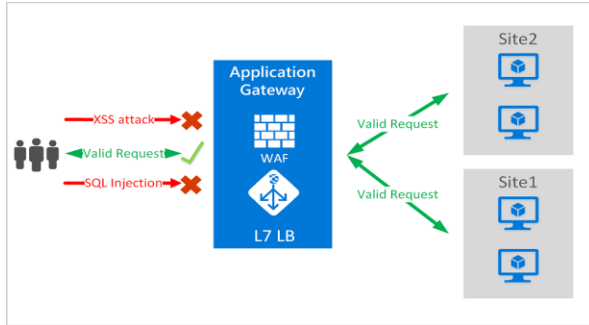 Application
Gateway
XSS attack
Valid Request
SQL Injection
WAF
L7 LB
Valid Request
Valid Request
Site2
Site1